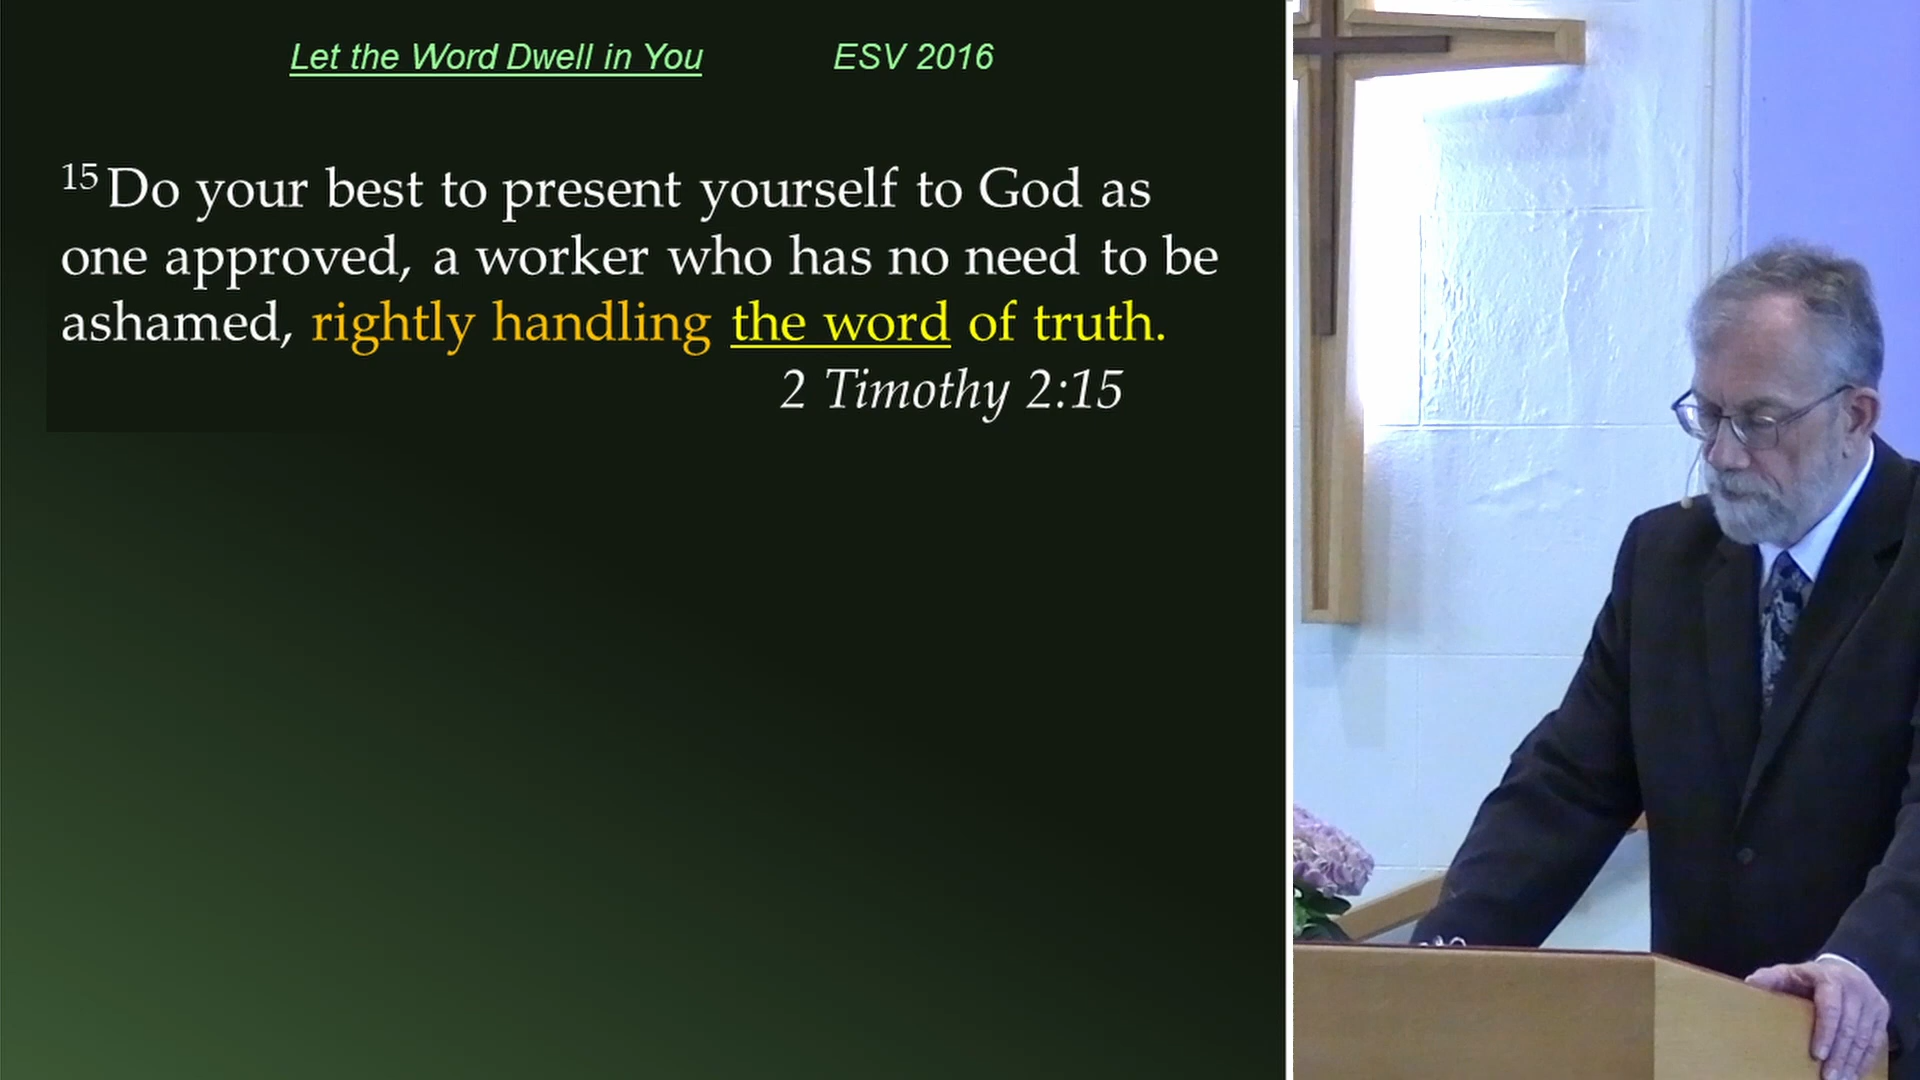 Let the Word Dwell in You ESV 2016
15 Do your best to present yourself to God as
one approved, a worker who has no need to be
ashamed, rightly handling the word of truth.
2 Timothy 2:15